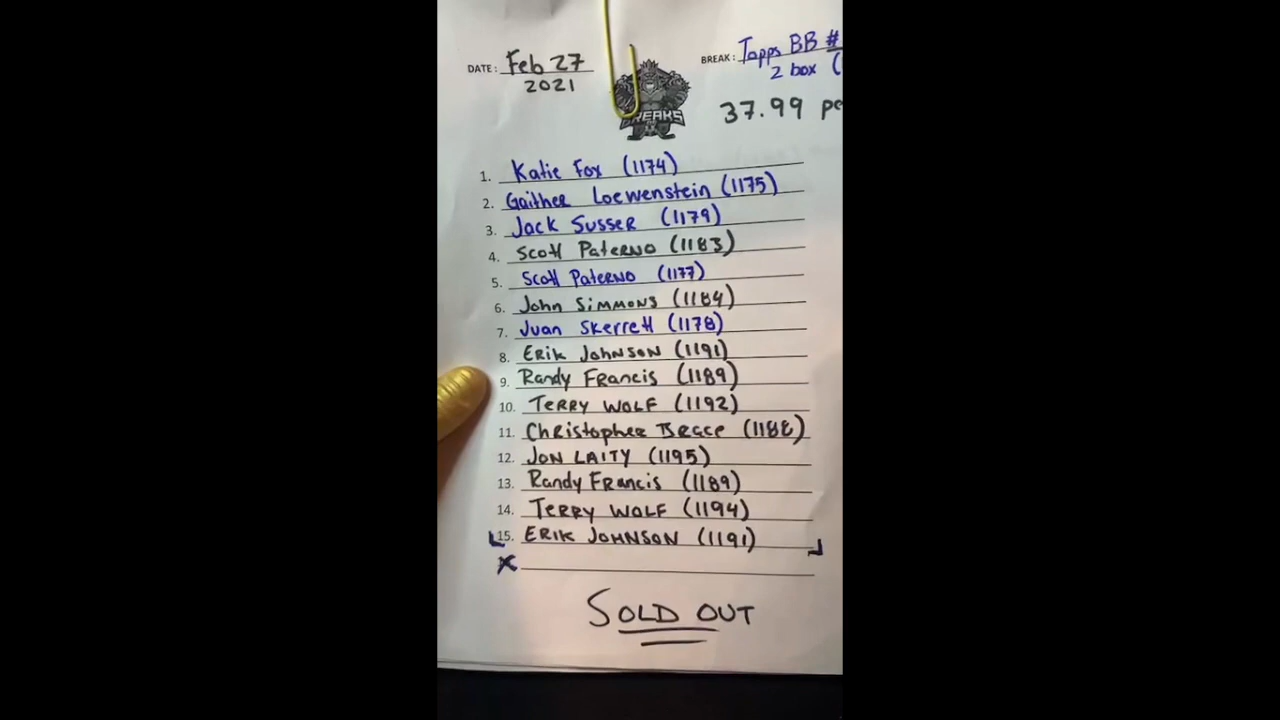 DATE: Feb 27
2021
BREAKS
BREAK: Topps BB #
2 box (
37.99 pe
1. Katie Fox (1174)
2. Gaither Loewenstein (1175)
3. Jack Susser (1179)
4. Scott Paterno (1183)
5. Scott Paterno (1177)
6. John Simmons (1184)
7. Juan Skerrett (1178)
8. Erik Johnson (1191)
9. Randy Francis (1189)
10. TERRY WOLF (1192)
11. Christopher (1188)
12. JON LAITY (1195)
13. Randy Francis (1189)
14. TERRY WOLF (1194)
15. ERIK JOHNSON (1191)
X
SOLD OUT